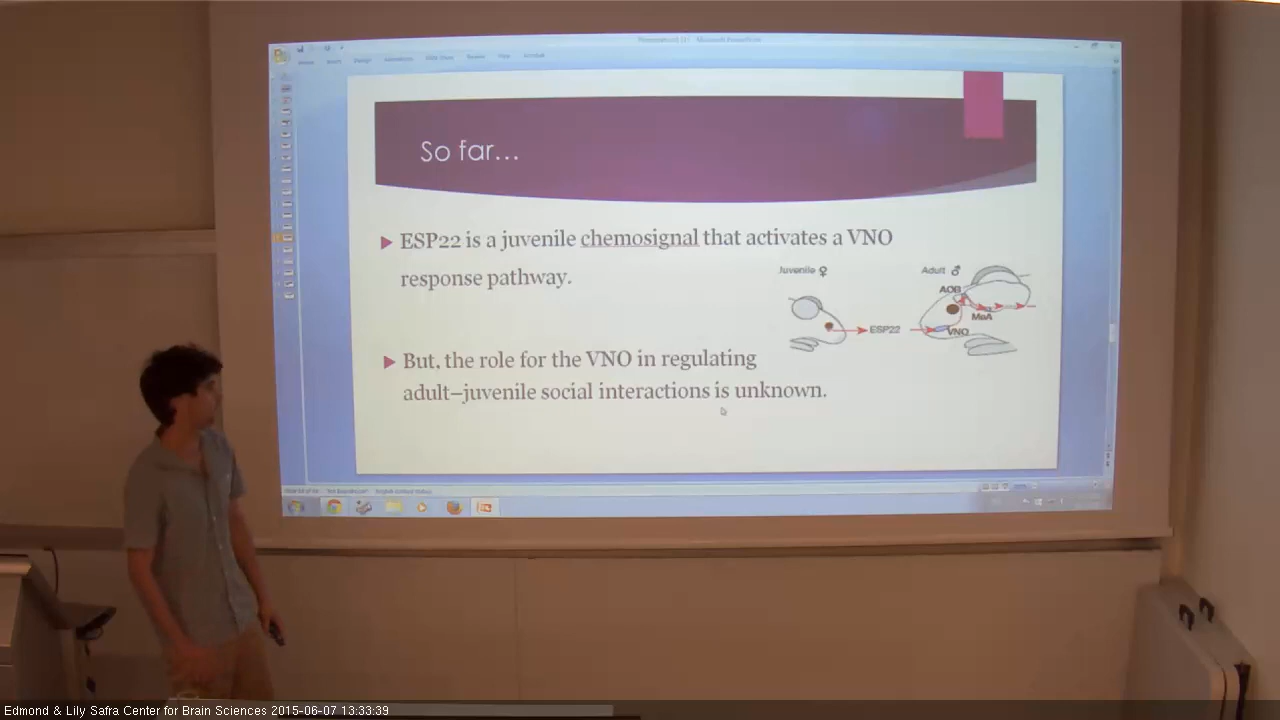 So far...
ESP22 is a juvenile chemosignal that activates a VNO
response pathway.
Juvenile ♀
Adult ♂
AOB
MeA
ESP22
VNO
But, the role for the VNO in regulating
adult–juvenile social interactions is unknown.
Edmond & Lily Safra Center for Brain Sciences 2015-06-07 13:33:39